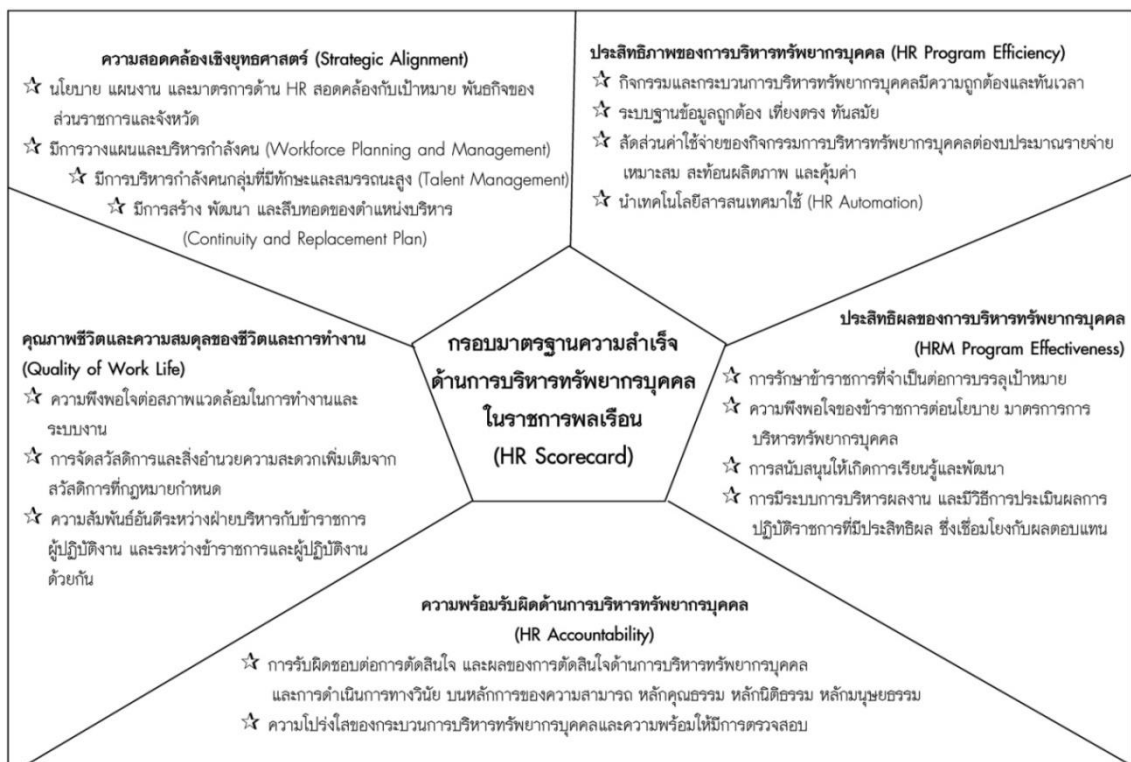 ความสอดคล้องเชิงยุทธศาสตร์ (Strategic Alignment)
☆ นโยบาย แผนงาน และมาตรการด้าน HR สอดคล้องกับเป้าหมาย พันธกิจของ
ส่วนราชการและจังหวัด
☆ มีการวางแผนและบริหารกำลังคน (Workforce Planning and Management)
☆ มีการบริหารกำลังคนกลุ่มที่มีทักษะและสมรรถนะสูง (Talent Management)
☆ มีการสร้าง พัฒนา และสืบทอดของตำแหน่งบริหาร
(Continuity and Replacement Plan)
ประสิทธิภาพของการบริหารทรัพยากรบุคคล (HR Program Efficiency)
☆ กิจกรรมและกระบวนการบริหารทรัพยากรบุคคลมีความถูกต้องและทันเวลา
☆ ระบบฐานข้อมูลถูกต้อง เที่ยงตรง ทันสมัย
☆ สัดส่วนค่าใช้จ่ายของกิจกรรมการบริหารทรัพยากรบุคคลต่องบประมาณรายจ่าย
เหมาะสม สะท้อนผลิตภาพ และคุ้มค่า
☆ นำเทคโนโลยีสารสนเทศมาใช้ (HR Automation)
คุณภาพชีวิตและความสมดุลของชีวิตและการทำงาน
(Quality of Work Life)
☆ ความพึงพอใจต่อสภาพแวดล้อมในการทำงานและ
ระบบงาน
☆ การจัดสวัสดิการและสิ่งอำนวยความสะดวกเพิ่มเติมจาก
สวัสดิการที่กฎหมายกำหนด
☆ ความสัมพันธ์อันดีระหว่างฝ่ายบริหารกับข้าราชการ
ผู้ปฏิบัติงาน และระหว่างข้าราชการและผู้ปฏิบัติงาน
ด้วยกัน
กรอบมาตรฐานความสำเร็จ
ด้านการบริหารทรัพยากรบุคคล
ในราชการพลเรือน
(HR Scorecard)
ประสิทธิผลของการบริหารทรัพยากรบุคคล
(HRM Program Effectiveness)
☆ การรักษาข้าราชการที่จำเป็นต่อการบรรลุเป้าหมาย
☆ ความพึงพอใจของข้าราชการต่อนโยบาย มาตรการการ
บริหารทรัพยากรบุคคล
☆ การสนับสนุนให้เกิดการเรียนรู้และพัฒนา
☆ การมีระบบการบริหารผลงาน และมีวิธีการประเมินผลการ
ปฏิบัติราชการที่มีประสิทธิผล ซึ่งเชื่อมโยงกับผลตอบแทน
ความพร้อมรับผิดด้านการบริหารทรัพยากรบุคคล
(HR Accountability)
☆ การรับผิดชอบต่อการตัดสินใจ และผลของการตัดสินใจด้านการบริหารทรัพยากรบุคคล
และการดำเนินการทางวินัย บนหลักการของความสามารถ หลักคุณธรรม หลักนิติธรรม หลักมนุษยธรรม
☆ ความโปร่งใสของกระบวนการบริหารทรัพยากรบุคคลและความพร้อมให้มีการตรวจสอบ